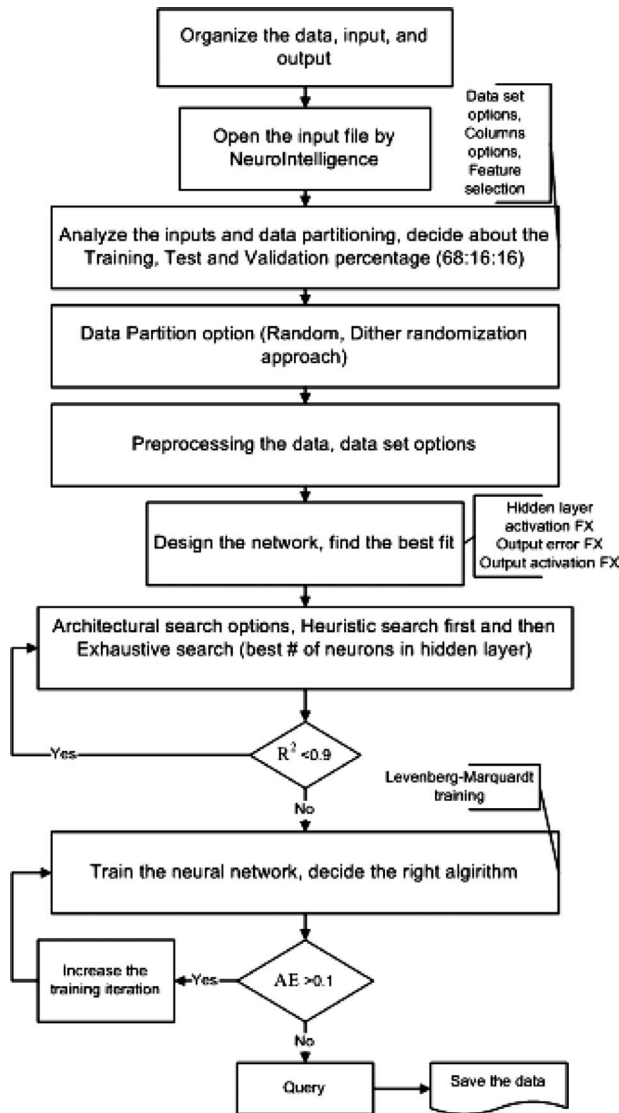 Organize the data, input, and
output
Data set
options,
Columns
options,
Feature
selection
Open the input file by
NeuroIntelligence
Analyze the inputs and data partitioning, decide about the
Training, Test and Validation percentage (68:16:16)
Data Partition option (Random, Dither randomization
approach)
Preprocessing the data, data set options
Design the network, find the best fit
Hidden layer
activation FX
Output error FX
Output activation FX
Architectural search options, Heuristic search first and then
Exhaustive search (best # of neurons in hidden layer)
Yes
R² <0.9
No
Levenberg-Marquardt
training
Train the neural network, decide the right algirithm
Increase the
training iteration
Yes
AE >0.1
No
Query
Save the data